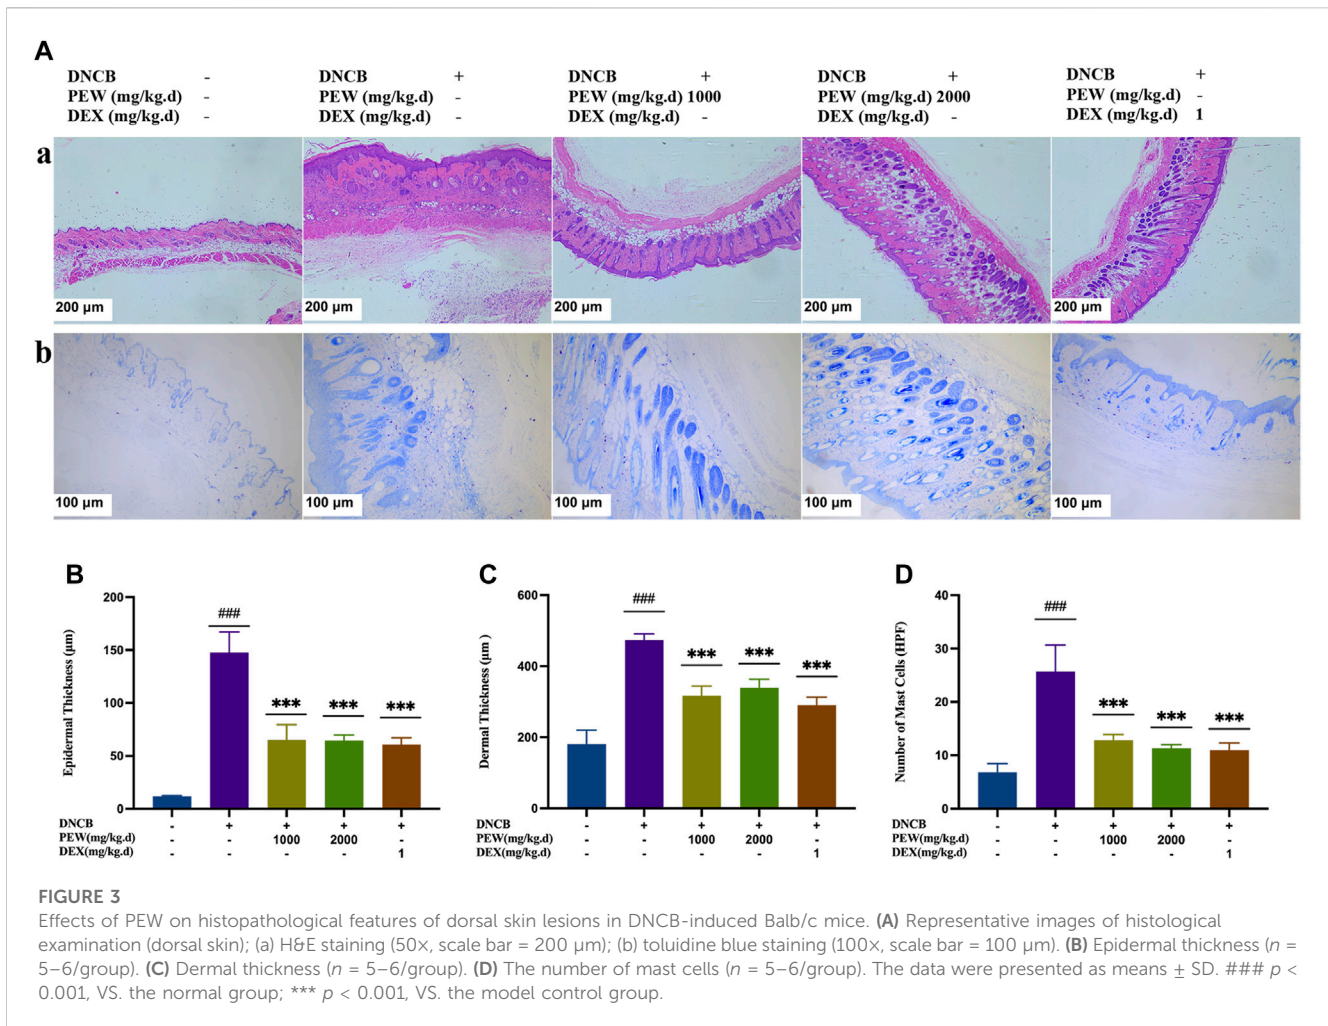 A
DNCB - DNCB + DNCB + DNCB + DNCB +
PEW (mg/kg.d) - PEW (mg/kg.d) - PEW (mg/kg.d) 1000 PEW (mg/kg.d) 2000 PEW (mg/kg.d) -
DEX (mg/kg.d) - DEX (mg/kg.d) - DEX (mg/kg.d) - DEX (mg/kg.d) - DEX (mg/kg.d) 1
a
200 µm 200 µm 200 µm 200 µm 200 µm
b
100 µm 100 µm 100 µm 100 µm 100 µm
B
Epidermal Thickness (µm)
200
150
100
50
0
###
*** *** ***
DNCB - + + + +
PEW(mg/kg.d) - - 1000 2000 -
DEX(mg/kg.d) - - - - 1
C
Dermal Thickness (µm )
600
400
200
0
###
*** *** ***
DNCB - + + + +
PEW(mg/kg.d) - - 1000 2000 -
DEX(mg/kg.d) - - - - 1
D
Number of Mast Cells (HPF)
40
30
20
10
0
###
*** *** ***
DNCB - + + + +
PEW(mg/kg.d) - - 1000 2000 -
DEX(mg/kg.d) - - - - 1
FIGURE 3
Effects of PEW on histopathological features of dorsal skin lesions in DNCB-induced Balb/c mice. (A) Representative images of histological
examination (dorsal skin); (a) H&E staining (50×, scale bar = 200 µm); (b) toluidine blue staining (100×, scale bar = 100 µm). (B) Epidermal thickness (n =
5–6/group). (C) Dermal thickness (n = 5–6/group). (D) The number of mast cells (n = 5–6/group). The data were presented as means ± SD. ### p <
0.001, VS. the normal group; *** p < 0.001, VS. the model control group.